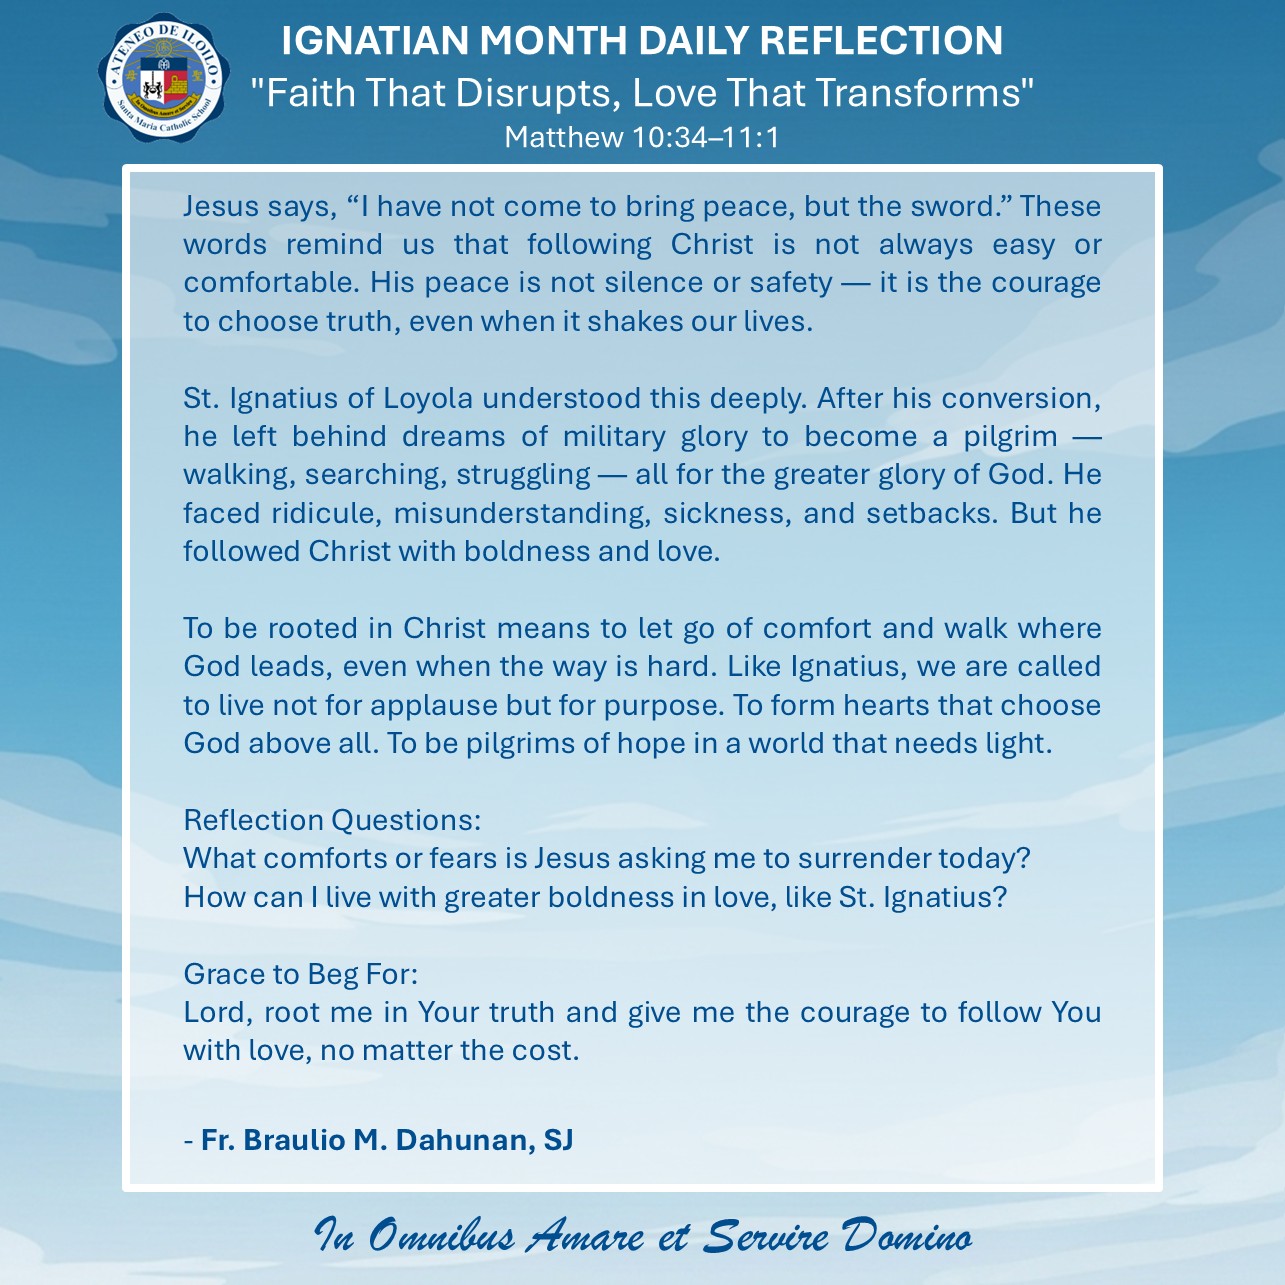 ATENEO DE ILOILO
Santa Maria Catholic School
IGNATIAN MONTH DAILY REFLECTION
"Faith That Disrupts, Love That Transforms"
Matthew 10:34–11:1
Jesus says, “I have not come to bring peace, but the sword.” These
words remind us that following Christ is not always easy or
comfortable. His peace is not silence or safety — it is the courage
to choose truth, even when it shakes our lives.
St. Ignatius of Loyola understood this deeply. After his conversion,
he left behind dreams of military glory to become a pilgrim —
walking, searching, struggling — all for the greater glory of God. He
faced ridicule, misunderstanding, sickness, and setbacks. But he
followed Christ with boldness and love.
To be rooted in Christ means to let go of comfort and walk where
God leads, even when the way is hard. Like Ignatius, we are called
to live not for applause but for purpose. To form hearts that choose
God above all. To be pilgrims of hope in a world that needs light.
Reflection Questions:
What comforts or fears is Jesus asking me to surrender today?
How can I live with greater boldness in love, like St. Ignatius?
Grace to Beg For:
Lord, root me in Your truth and give me the courage to follow You
with love, no matter the cost.
- Fr. Braulio M. Dahunan, SJ
In Omnibus Amare et Servire Domino